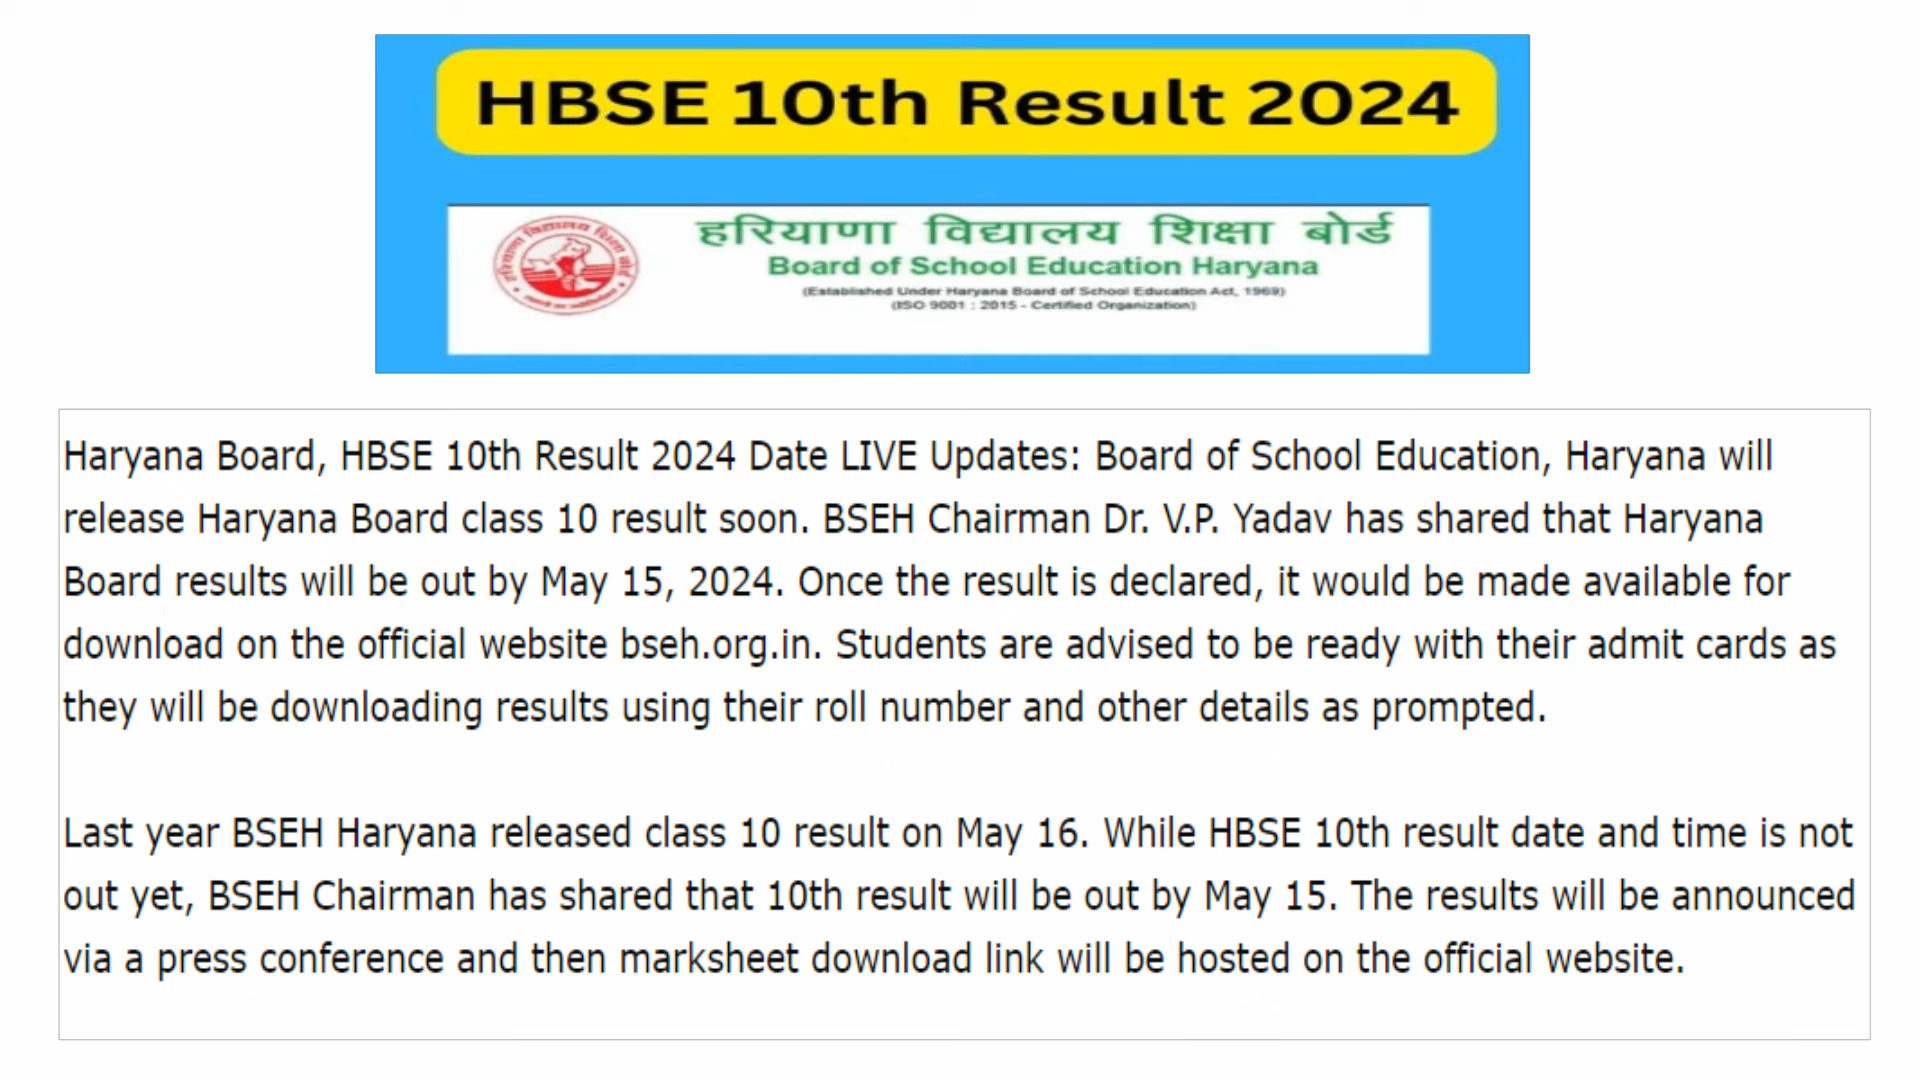 HBSE 10th Result 2024
हरियाणा विद्यालय शिक्षा बोर्ड
हरियाणा विद्यालय शिक्षा बोर्ड
Board of School Education Haryana
(Established Under Haryana Board of School Education Act, 1969)
(ISO 9001 : 2015 - Certified Organization)
Haryana Board, HBSE 10th Result 2024 Date LIVE Updates: Board of School Education, Haryana will
release Haryana Board class 10 result soon. BSEH Chairman Dr. V.P. Yadav has shared that Haryana
Board results will be out by May 15, 2024. Once the result is declared, it would be made available for
download on the official website bseh.org.in. Students are advised to be ready with their admit cards as
they will be downloading results using their roll number and other details as prompted.
Last year BSEH Haryana released class 10 result on May 16. While HBSE 10th result date and time is not
out yet, BSEH Chairman has shared that 10th result will be out by May 15. The results will be announced
via a press conference and then marksheet download link will be hosted on the official website.